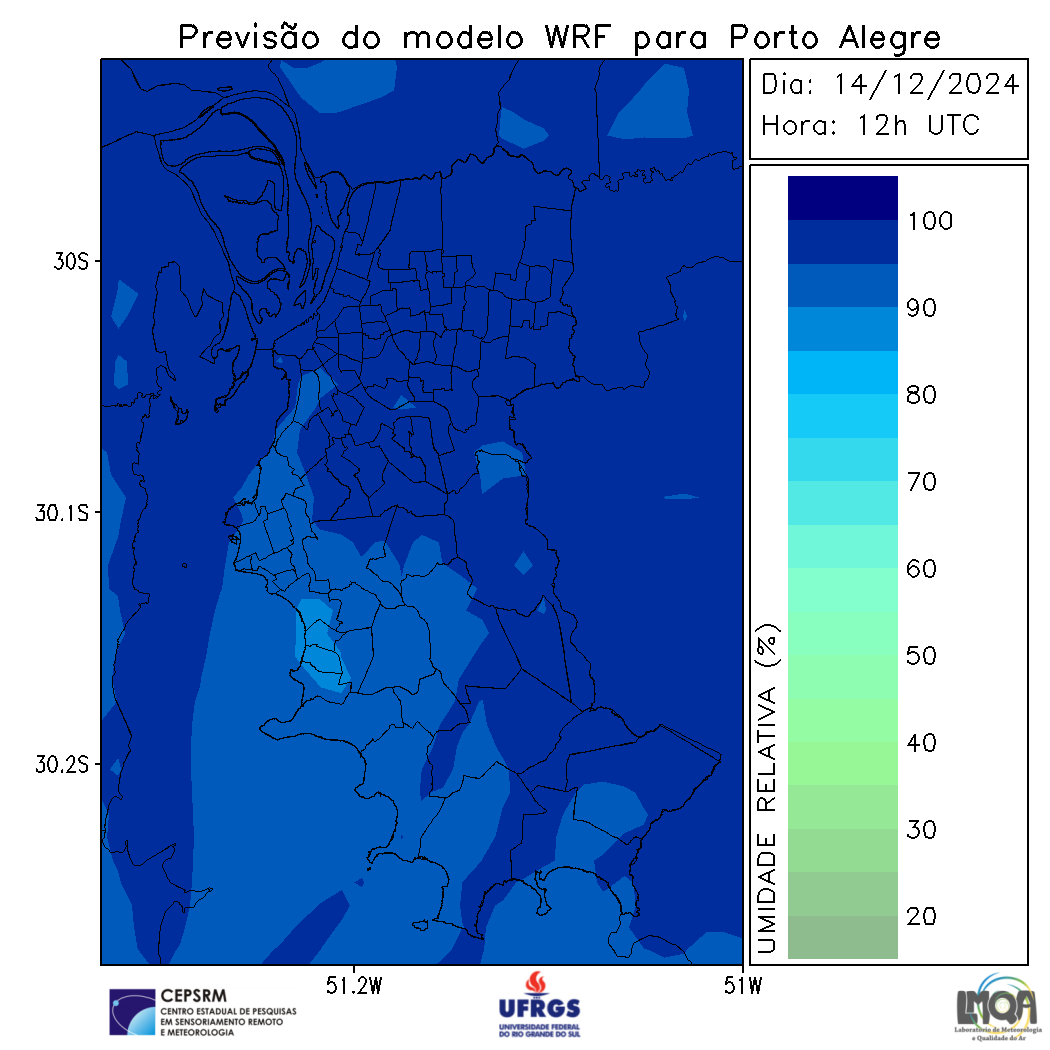 Previsão do modelo WRF para Porto Alegre
Dia: 14/12/2024
Hora: 12h UTC
100
90
80
70
60
50
40
30
20
UMIDADE RELATIVA (%)
30S
30.1S
30.2S
51.2W
51W
CEPSRM
CENTRO ESTADUAL DE PESQUISAS
EM SENSORIAMENTO REMOTO
E METEOROLOGIA
UFRGS
UNIVERSIDADE FEDERAL
DO RIO GRANDE DO SUL
LMQA
Laboratório de Meteorologia
e Qualidade do Ar